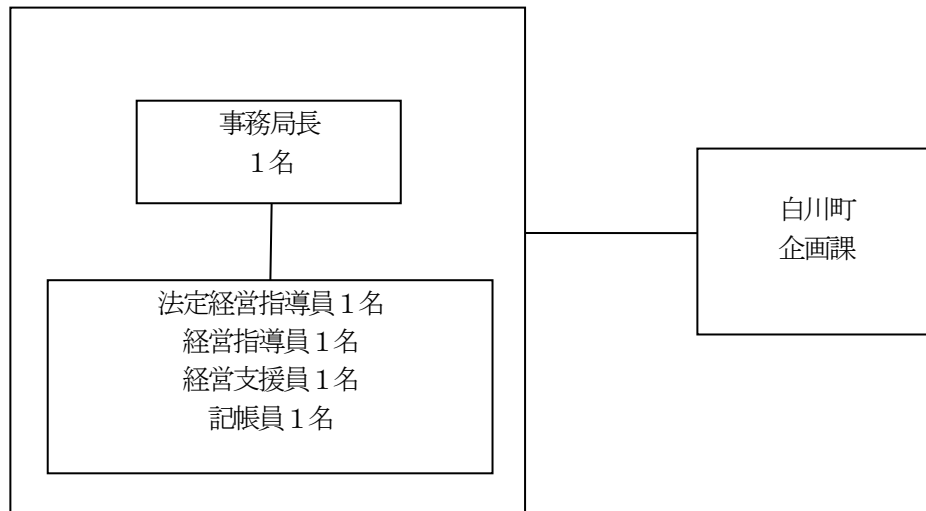 事務局長
１名
法定経営指導員１名
経営指導員１名
経営支援員１名
記帳員１名
白川町
企画課